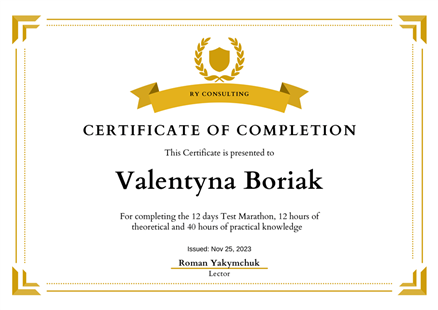 RY CONSULTING
CERTIFICATE OF COMPLETION
This Certificate is presented to
Valentyna Boriak
For completing the 12 days Test Marathon, 12 hours of
theoretical and 40 hours of practical knowledge
Issued: Nov 25, 2023
Roman Yakymchuk
Lector